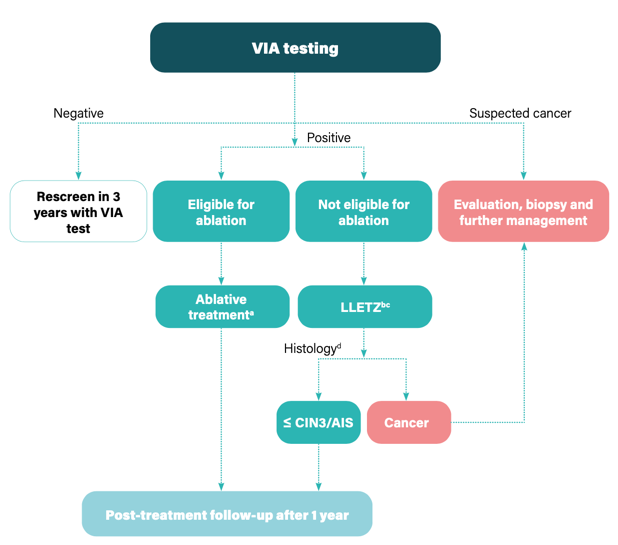 VIA testing
Negative
Suspected cancer
Positive
Rescreen in 3
years with VIA
test
Eligible for
ablation
Not eligible for
ablation
Evaluation, biopsy and
further management
Ablative
treatmentᵃ
LLETZᵇᶜ
Histologyᵈ
≤ CIN3/AIS
Cancer
Post-treatment follow-up after 1 year